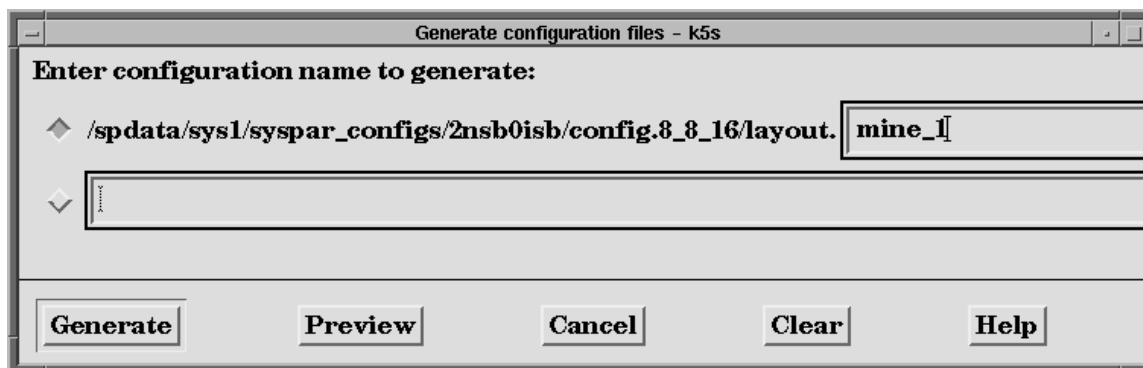 Generate configuration files - k5s
Enter configuration name to generate:
/spdata/sys1/syspar_configs/2nsb0isb/config.8_8_16/layout. mine_1
Generate Preview Cancel Clear Help